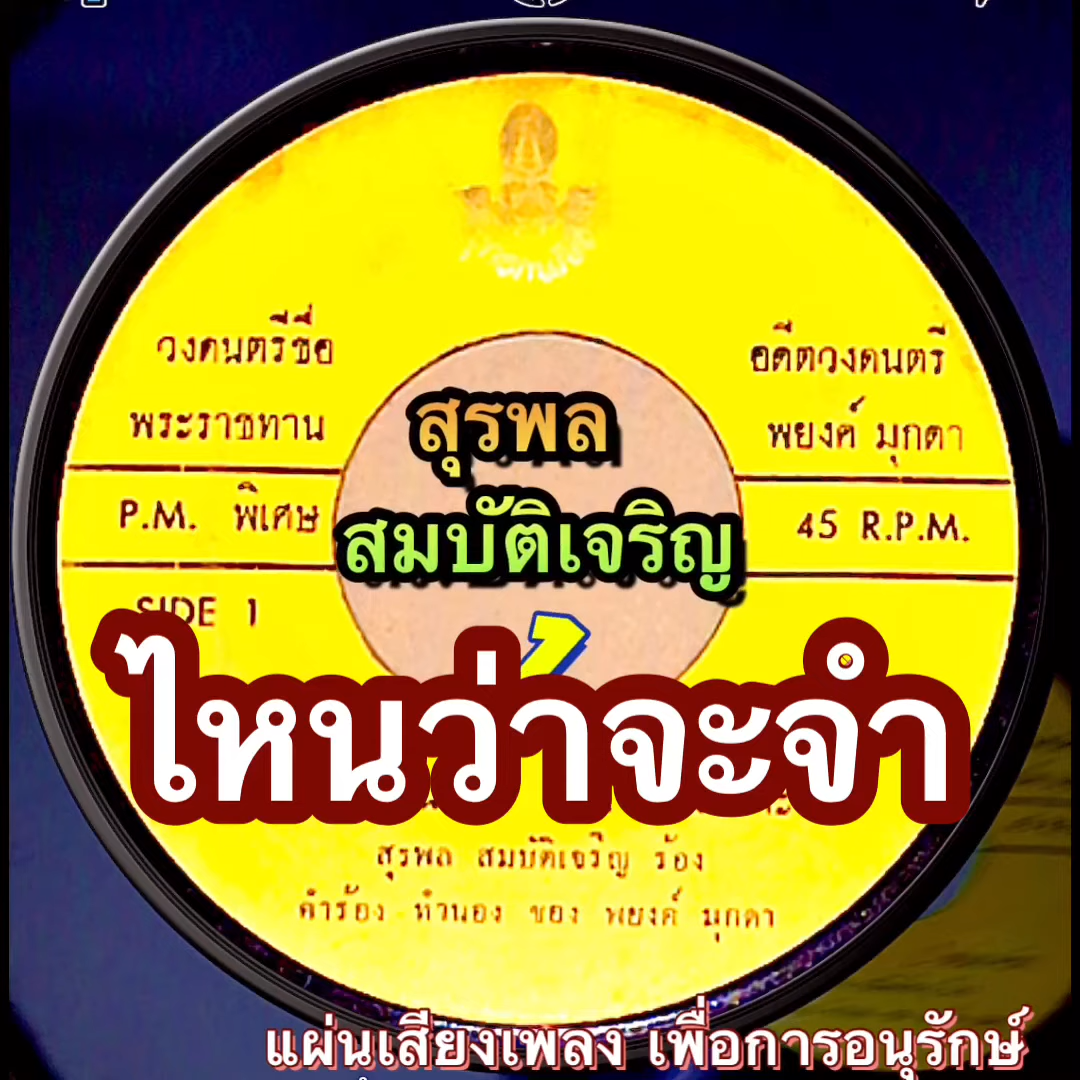 วงดนตรีชื่อ
พระราชทาน
อดีตวงดนตรี
พยงค์ มุกดา
สุรพล
สมบัติเจริญ
P.M. พิเศษ
45 R.P.M.
SIDE 1
ไหนว่าจะจำ
สุรพล สมบัติเจริญ ร้อง
คำร้อง ทำนอง ของ พยงค์ มุกดา
แผ่นเสียงเพลง เพื่อการอนุรักษ์